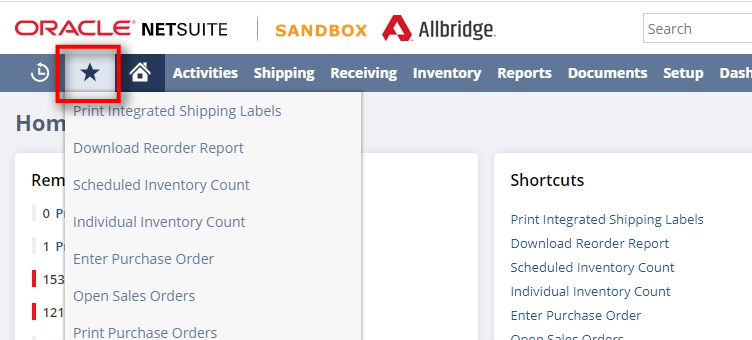 ORACLE NETSUITE SANDBOX Allbridge.
Search
Activities Shipping Receiving Inventory Reports Documents Setup Dash
Hom
Print Integrated Shipping Labels
Download Reorder Report
Scheduled Inventory Count
Individual Inventory Count
Enter Purchase Order
Open Sales Orders
Print Purchase Orders
Rem
0 P
1 P
153
121
Shortcuts
Print Integrated Shipping Labels
Download Reorder Report
Scheduled Inventory Count
Individual Inventory Count
Enter Purchase Order
Open Sales Orders